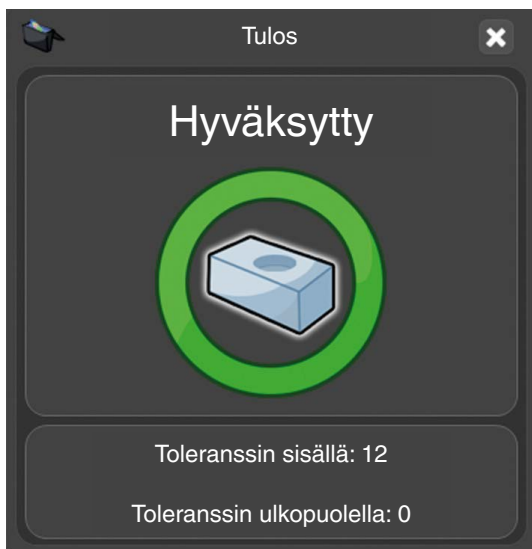 Tulos
Hyväksytty
Toleranssin sisällä: 12
Toleranssin ulkopuolella: 0